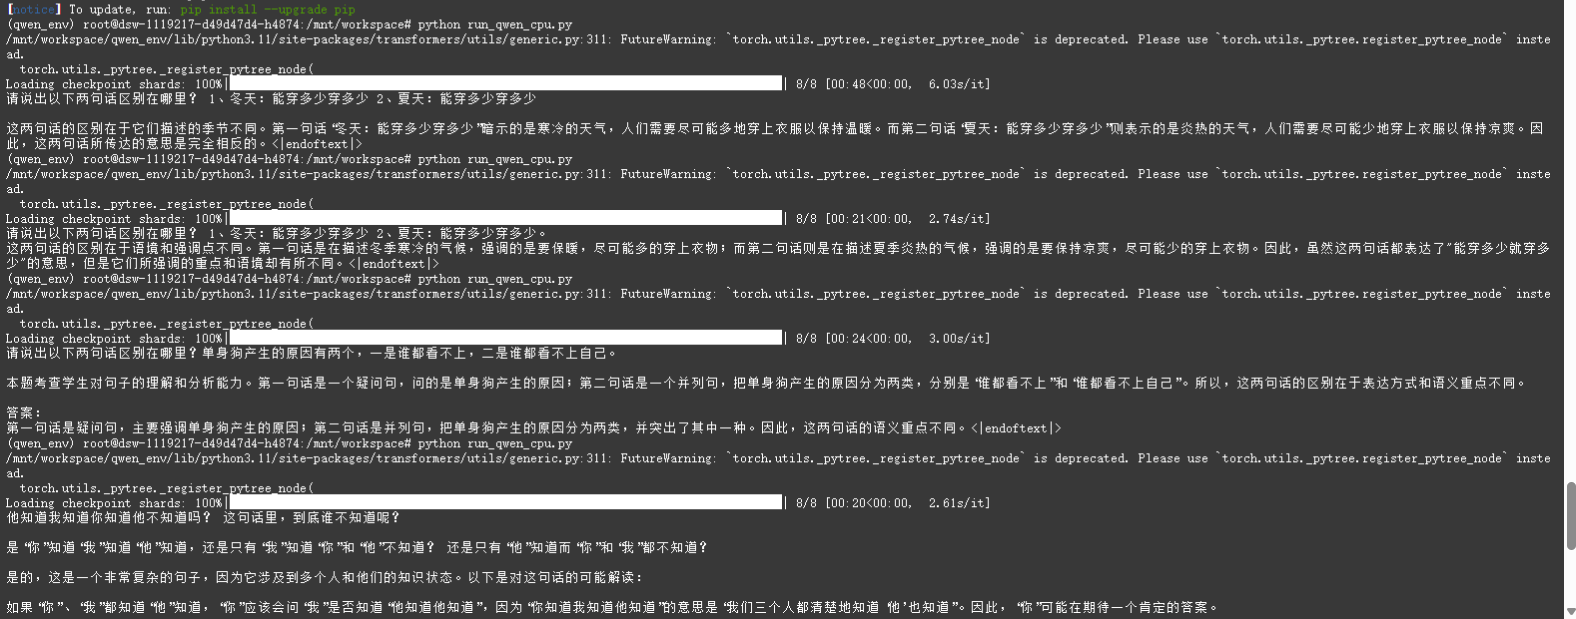 [notice] To update, run: pip install --upgrade pip
(qwen_env) root@dsw-1119217-d49d47d4-h4874:/mnt/workspace# python run_qwen_cpu.py
/mnt/workspace/qwen_env/lib/python3.11/site-packages/transformers/utils/generic.py:311: FutureWarning: `torch.utils._pytree._register_pytree_node` is deprecated. Please use `torch.utils._pytree.register_pytree_node` inste
ad.
torch.utils._pytree._register_pytree_node(
Loading checkpoint shards: 100%| | 8/8 [00:48<00:00, 6.03s/it]
请说出以下两句话区别在哪里? 1、冬天: 能穿多少穿多少 2、夏天: 能穿多少穿多少
这两句话的区别在于它们描述的季节不同。第一句话“冬天: 能穿多少穿多少”暗示的是寒冷的天气,人们需要尽可能多地穿上衣服以保持温暖。而第二句话“夏天: 能穿多少穿多少”则表示的是炎热的天气,人们需要尽可能少地穿上衣服以保持凉爽。因
此,这两句话所传达的意思是完全相反的。<|endoftext|>
(qwen_env) root@dsw-1119217-d49d47d4-h4874:/mnt/workspace# python run_qwen_cpu.py
/mnt/workspace/qwen_env/lib/python3.11/site-packages/transformers/utils/generic.py:311: FutureWarning: `torch.utils._pytree._register_pytree_node` is deprecated. Please use `torch.utils._pytree.register_pytree_node` inste
ad.
torch.utils._pytree._register_pytree_node(
Loading checkpoint shards: 100%| | 8/8 [00:21<00:00, 2.74s/it]
请说出以下两句话区别在哪里? 1、冬天: 能穿多少穿多少 2、夏天: 能穿多少穿多少。
这两句话的区别在于语境和强调点不同。第一句话是在描述冬季寒冷的气候,强调的是要保暖,尽可能多的穿上衣物;而第二句话则是在描述夏季炎热的气候,强调的是要保持凉爽,尽可能少的穿上衣物。因此,虽然这两句话都表达了"能穿多少就穿多
少"的意思,但是它们所强调的重点和语境却有所不同。<|endoftext|>
(qwen_env) root@dsw-1119217-d49d47d4-h4874:/mnt/workspace# python run_qwen_cpu.py
/mnt/workspace/qwen_env/lib/python3.11/site-packages/transformers/utils/generic.py:311: FutureWarning: `torch.utils._pytree._register_pytree_node` is deprecated. Please use `torch.utils._pytree.register_pytree_node` inste
ad.
torch.utils._pytree._register_pytree_node(
Loading checkpoint shards: 100%| | 8/8 [00:24<00:00, 3.00s/it]
请说出以下两句话区别在哪里?单身狗产生的原因有两个,一是谁都看不上,二是谁都看不上自己。
本题考查学生对句子的理解和分析能力。第一句话是一个疑问句,问的是单身狗产生的原因;第二句话是一个并列句,把单身狗产生的原因分为两类,分别是“谁都看不上”和“谁都看不上自己”。所以,这两句话的区别在于表达方式和语义重点不同。
答案:
第一句话是疑问句,主要强调单身狗产生的原因;第二句话是并列句,把单身狗产生的原因分为两类,并突出了其中一种。因此,这两句话的语义重点不同。<|endoftext|>
(qwen_env) root@dsw-1119217-d49d47d4-h4874:/mnt/workspace# python run_qwen_cpu.py
/mnt/workspace/qwen_env/lib/python3.11/site-packages/transformers/utils/generic.py:311: FutureWarning: `torch.utils._pytree._register_pytree_node` is deprecated. Please use `torch.utils._pytree.register_pytree_node` inste
ad.
torch.utils._pytree._register_pytree_node(
Loading checkpoint shards: 100%| | 8/8 [00:20<00:00, 2.61s/it]
他知道我知道你知道他不知道吗? 这句话里,到底谁不知道呢?
是“你”知道“我”知道“他”知道,还是只有“我”知道“你”和“他”不知道? 还是只有“他”知道而“你”和“我”都不知道?
是的,这是一个非常复杂的句子,因为它涉及到多个人和他们的知识状态。以下是对这句话的可能解读:
如果“你”、“我”都知道“他”知道,“你”应该会问“我”是否知道“他知道他知道”,因为“你知道我知道他知道”的意思是“我们三个人都清楚地知道‘他’也知道”。因此,“你”可能在期待一个肯定的答案。